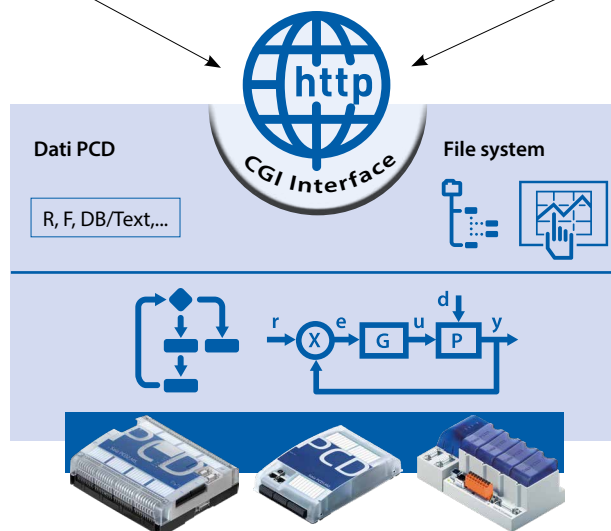 http
CGI Interface
Dati PCD
File system
R, F, DB/Text,...
d
r e u y
X G P
PCD
PCD